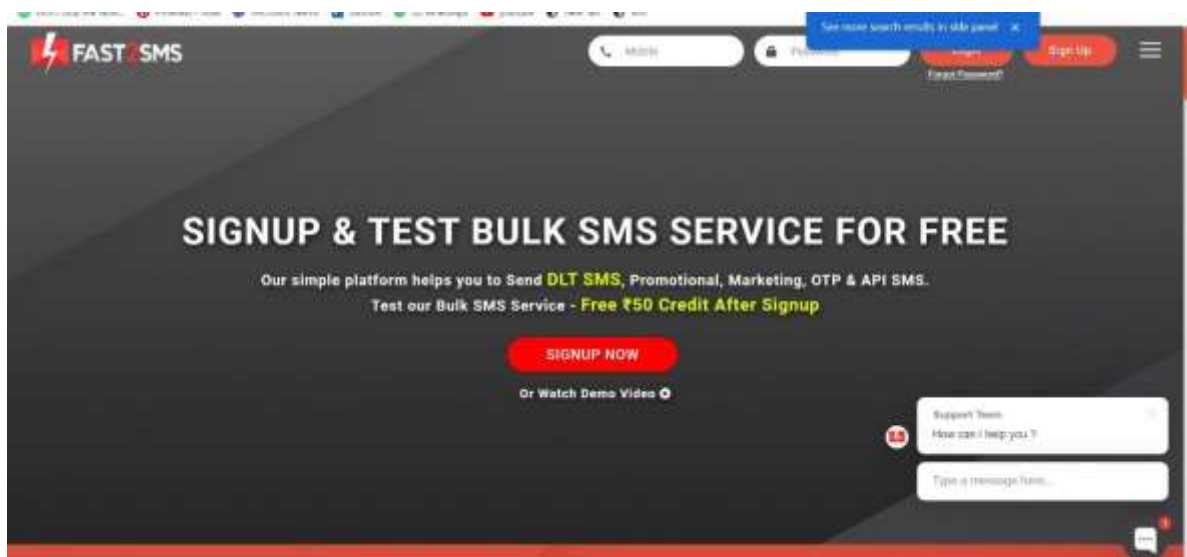 See more search results in side panel ×
FAST2SMS
Mobile
Login
Sign Up
Forgot Password?
SIGNUP & TEST BULK SMS SERVICE FOR FREE
Our simple platform helps you to Send DLT SMS, Promotional, Marketing, OTP & API SMS.
Test our Bulk SMS Service - Free ₹50 Credit After Signup
SIGNUP NOW
Or Watch Demo Video
Support Team
How can I help you ?
Type a message here...